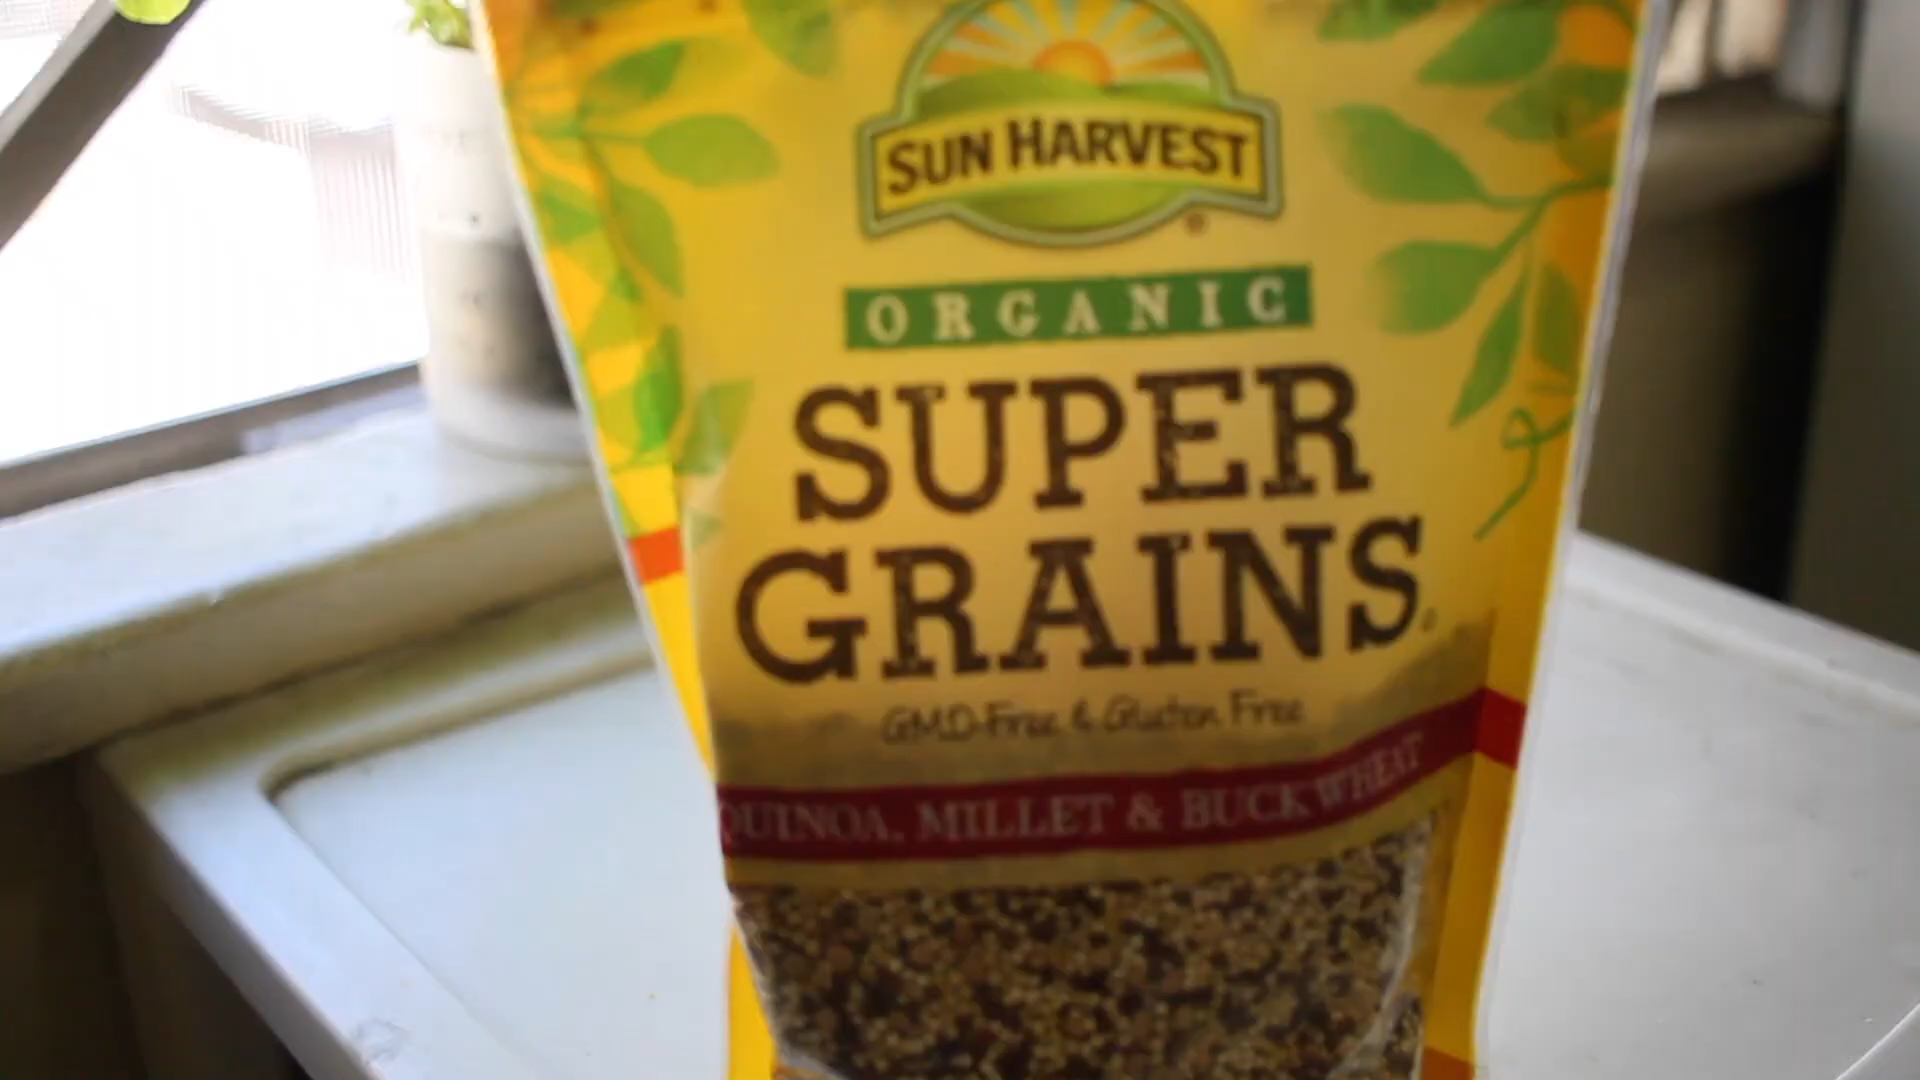 SUN HARVEST
ORGANIC
SUPER
GRAINS
GMO-Free & Gluten Free
QUINOA, MILLET & BUCKWHEAT